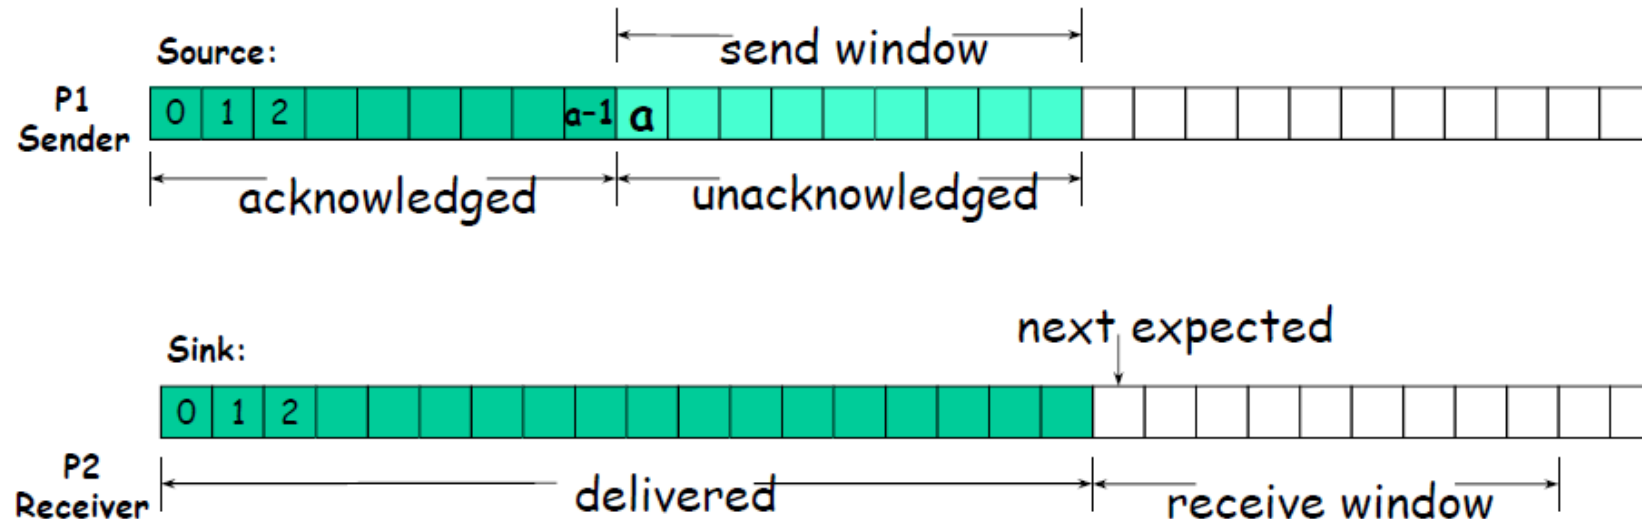 send window
Source:
P1
Sender
0 1 2 a-1 a
acknowledged
unacknowledged
next expected
Sink:
0 1 2
P2
Receiver
delivered
receive window